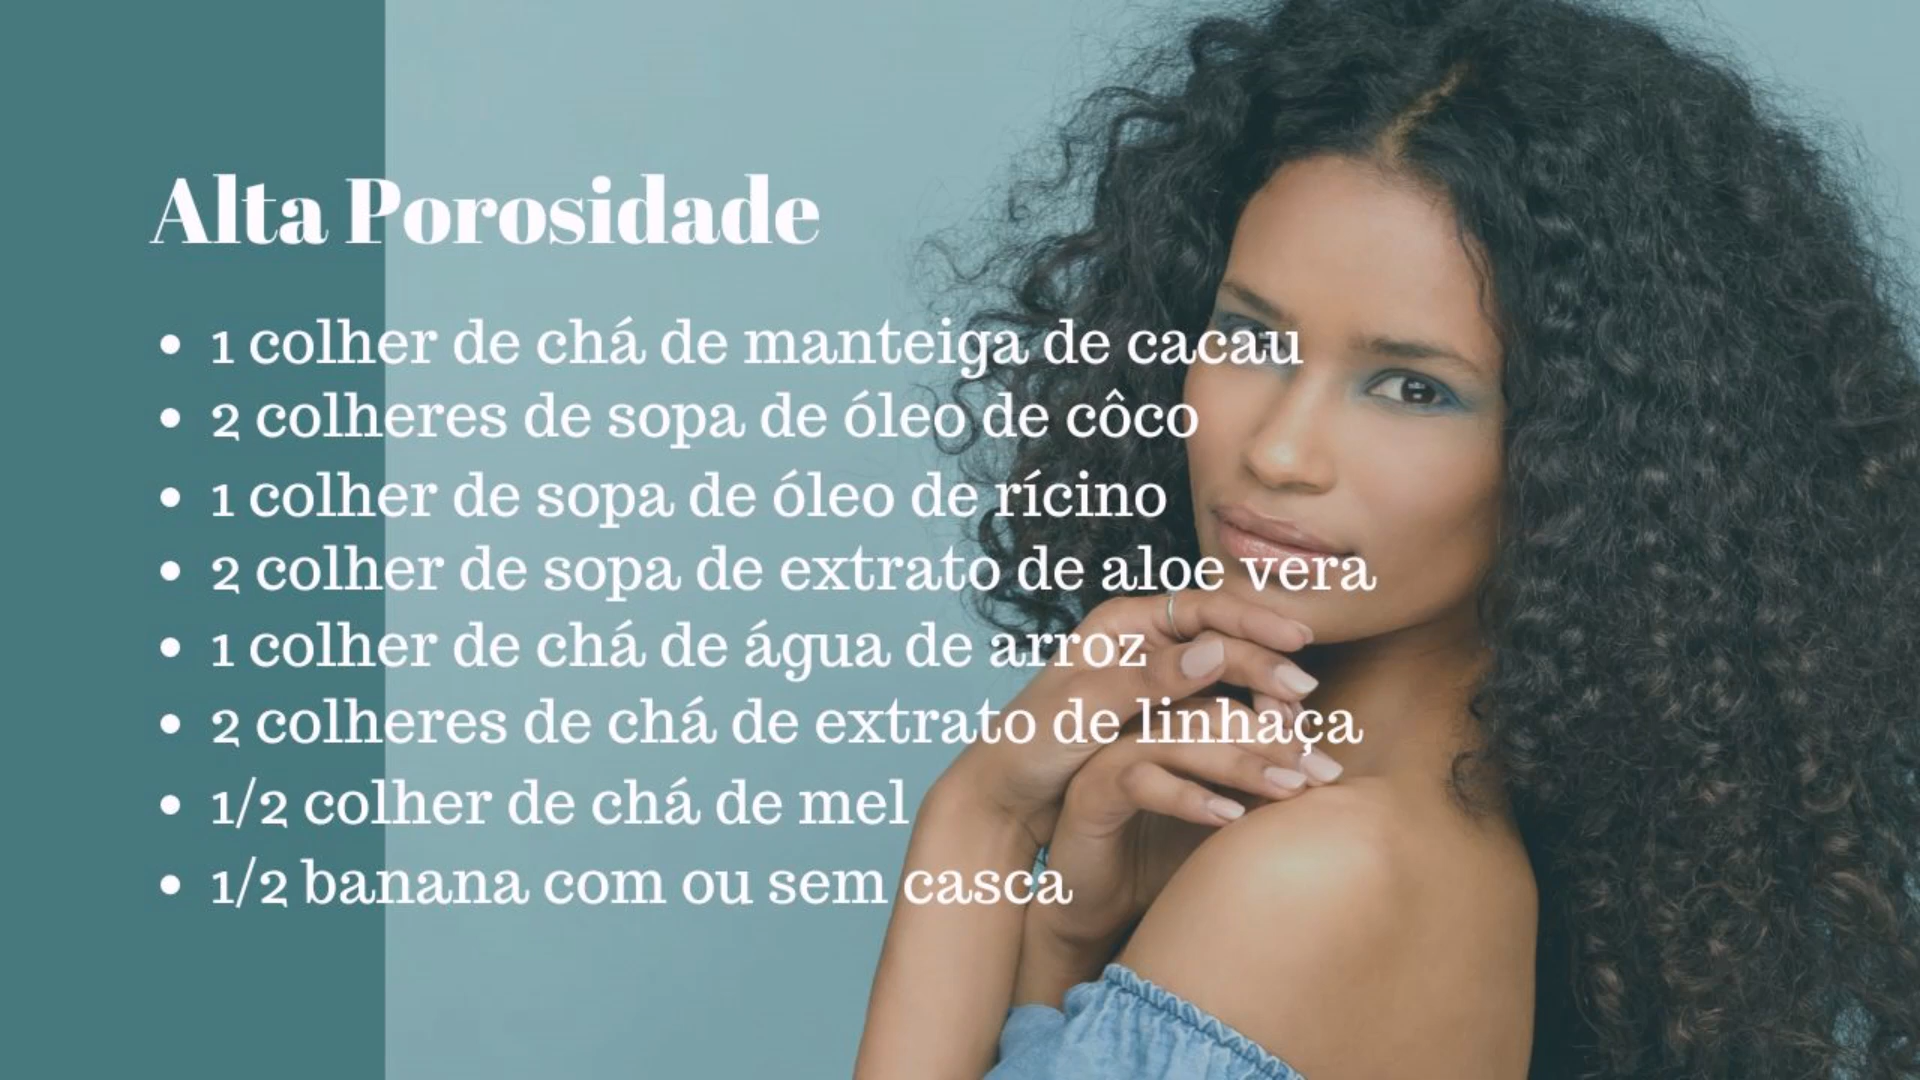 Alta Porosidade
• 1 colher de chá de manteiga de cacau
• 2 colheres de sopa de óleo de côco
• 1 colher de sopa de óleo de rícino
• 2 colher de sopa de extrato de aloe vera
• 1 colher de chá de água de arroz
• 2 colheres de chá de extrato de linhaça
• 1/2 colher de chá de mel
• 1/2 banana com ou sem casca